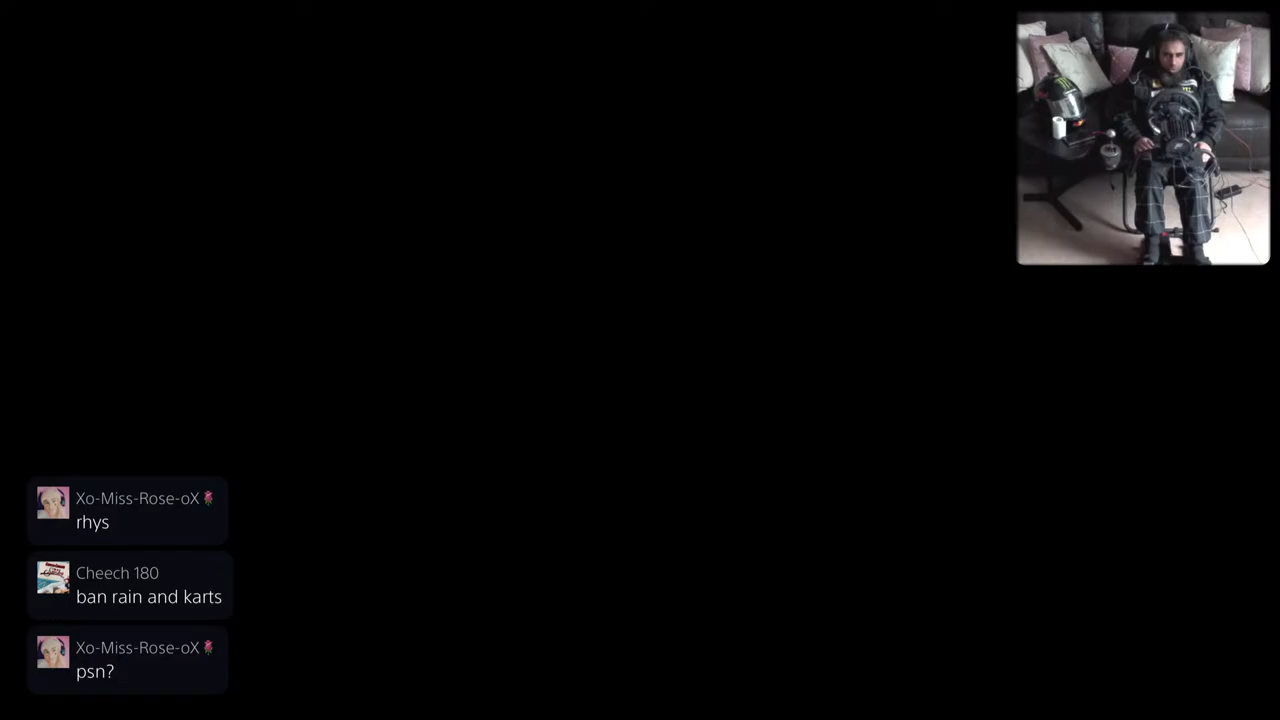 Xo-Miss-Rose-oX🌹
rhys
Cheech 180
ban rain and karts
Xo-Miss-Rose-oX🌹
psn?